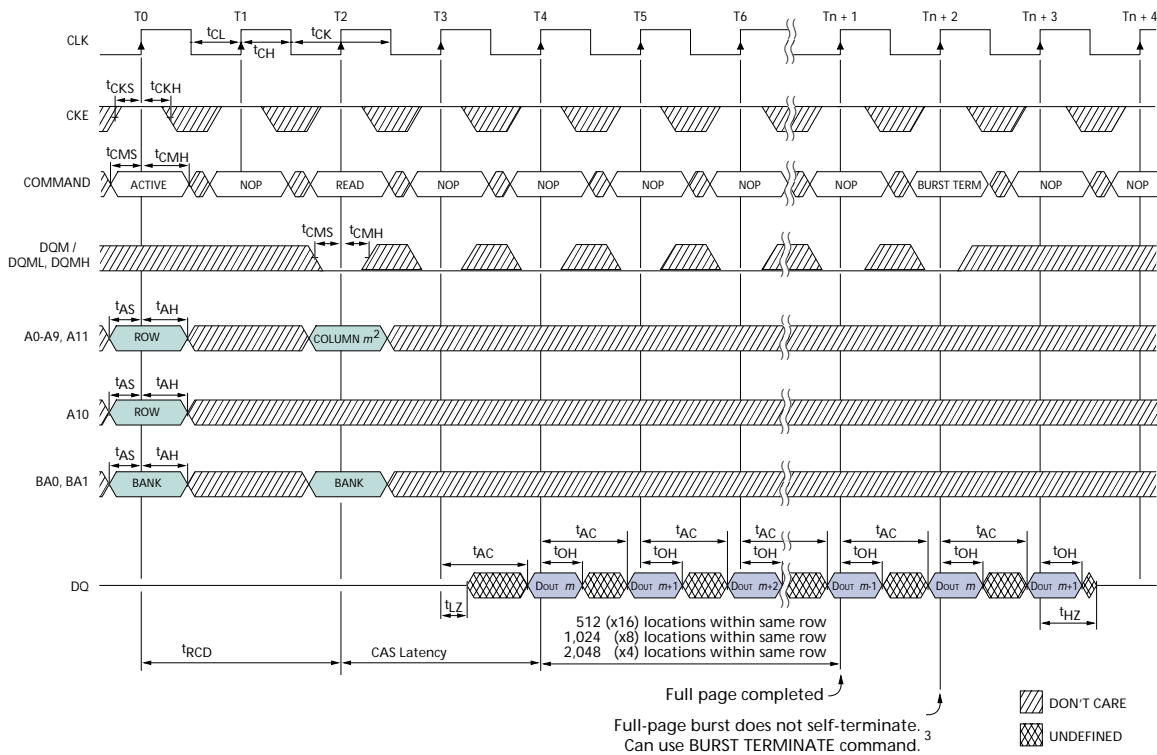 T0 T1 T2 T3 T4 T5 T6 Tn + 1 Tn + 2 Tn + 3 Tn + 4
CLK
tCL
tCK
tCH
tCKS tCKH
CKE
tCMS tCMH
COMMAND
ACTIVE NOP READ NOP NOP NOP NOP NOP BURST TERM NOP NOP
tCMS tCMH
DQM /
DQML, DQMH
tAS tAH
A0-A9, A11
ROW
COLUMN m2
tAS tAH
A10
ROW
tAS tAH
BA0, BA1
BANK
BANK
tAC tAC tAC tAC tAC
tAC
tOH tOH tOH tOH tOH tOH
DQ
DOUT m DOUT m+1 DOUT m+2 DOUT m-1 DOUT m DOUT m+1
tLZ
tHZ
512 (x16) locations within same row
1,024 (x8) locations within same row
2,048 (x4) locations within same row
tRCD
CAS Latency
Full page completed
Full-page burst does not self-terminate. 3
Can use BURST TERMINATE command.
DON'T CARE
UNDEFINED